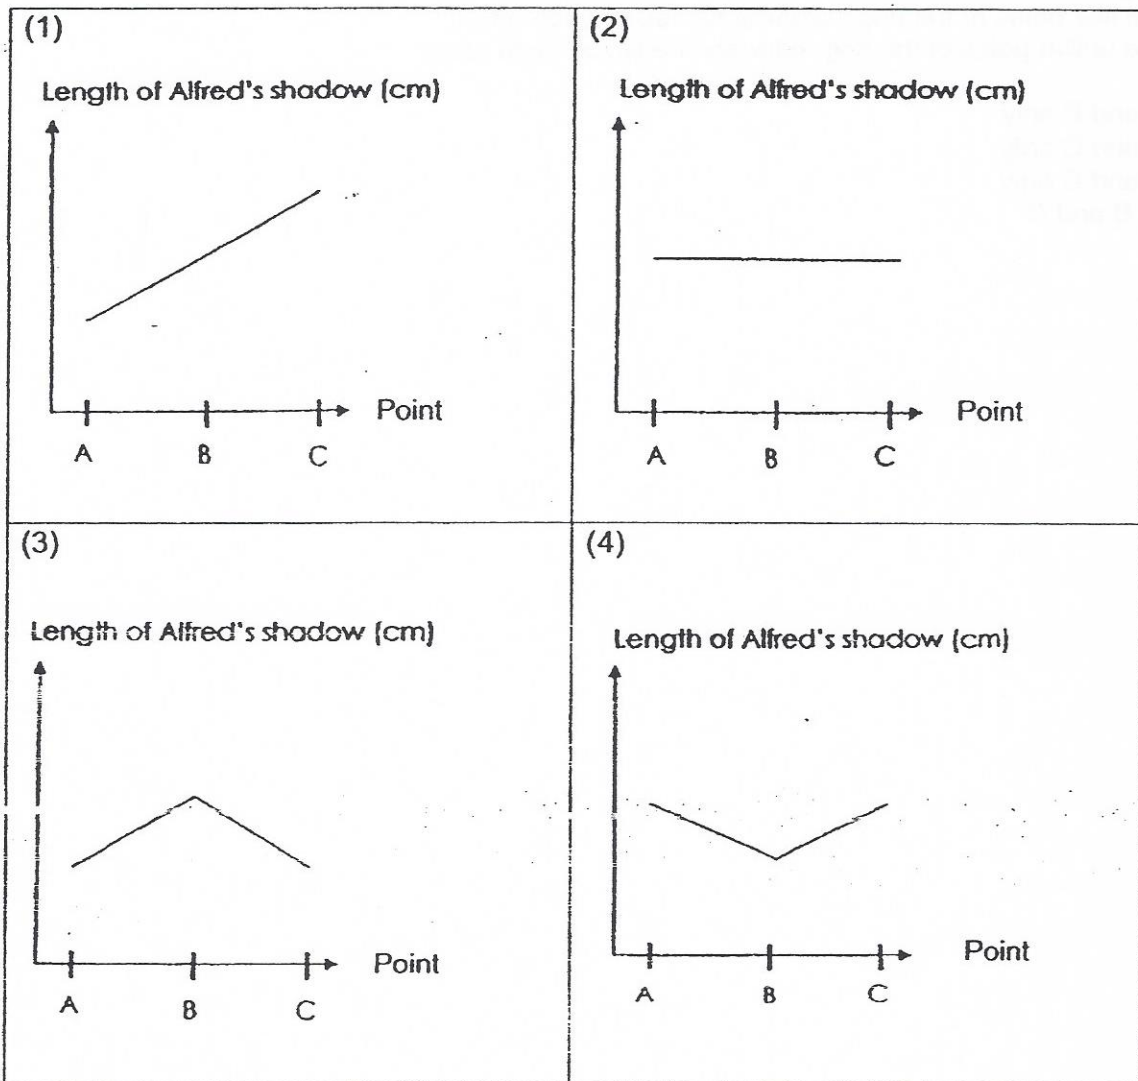 (1)
Length of Alfred's shadow (cm)
Point
A B C
(2)
Length of Alfred's shadow (cm)
Point
A B C
(3)
Length of Alfred's shadow (cm)
Point
A B C
(4)
Length of Alfred's shadow (cm)
Point
A B C